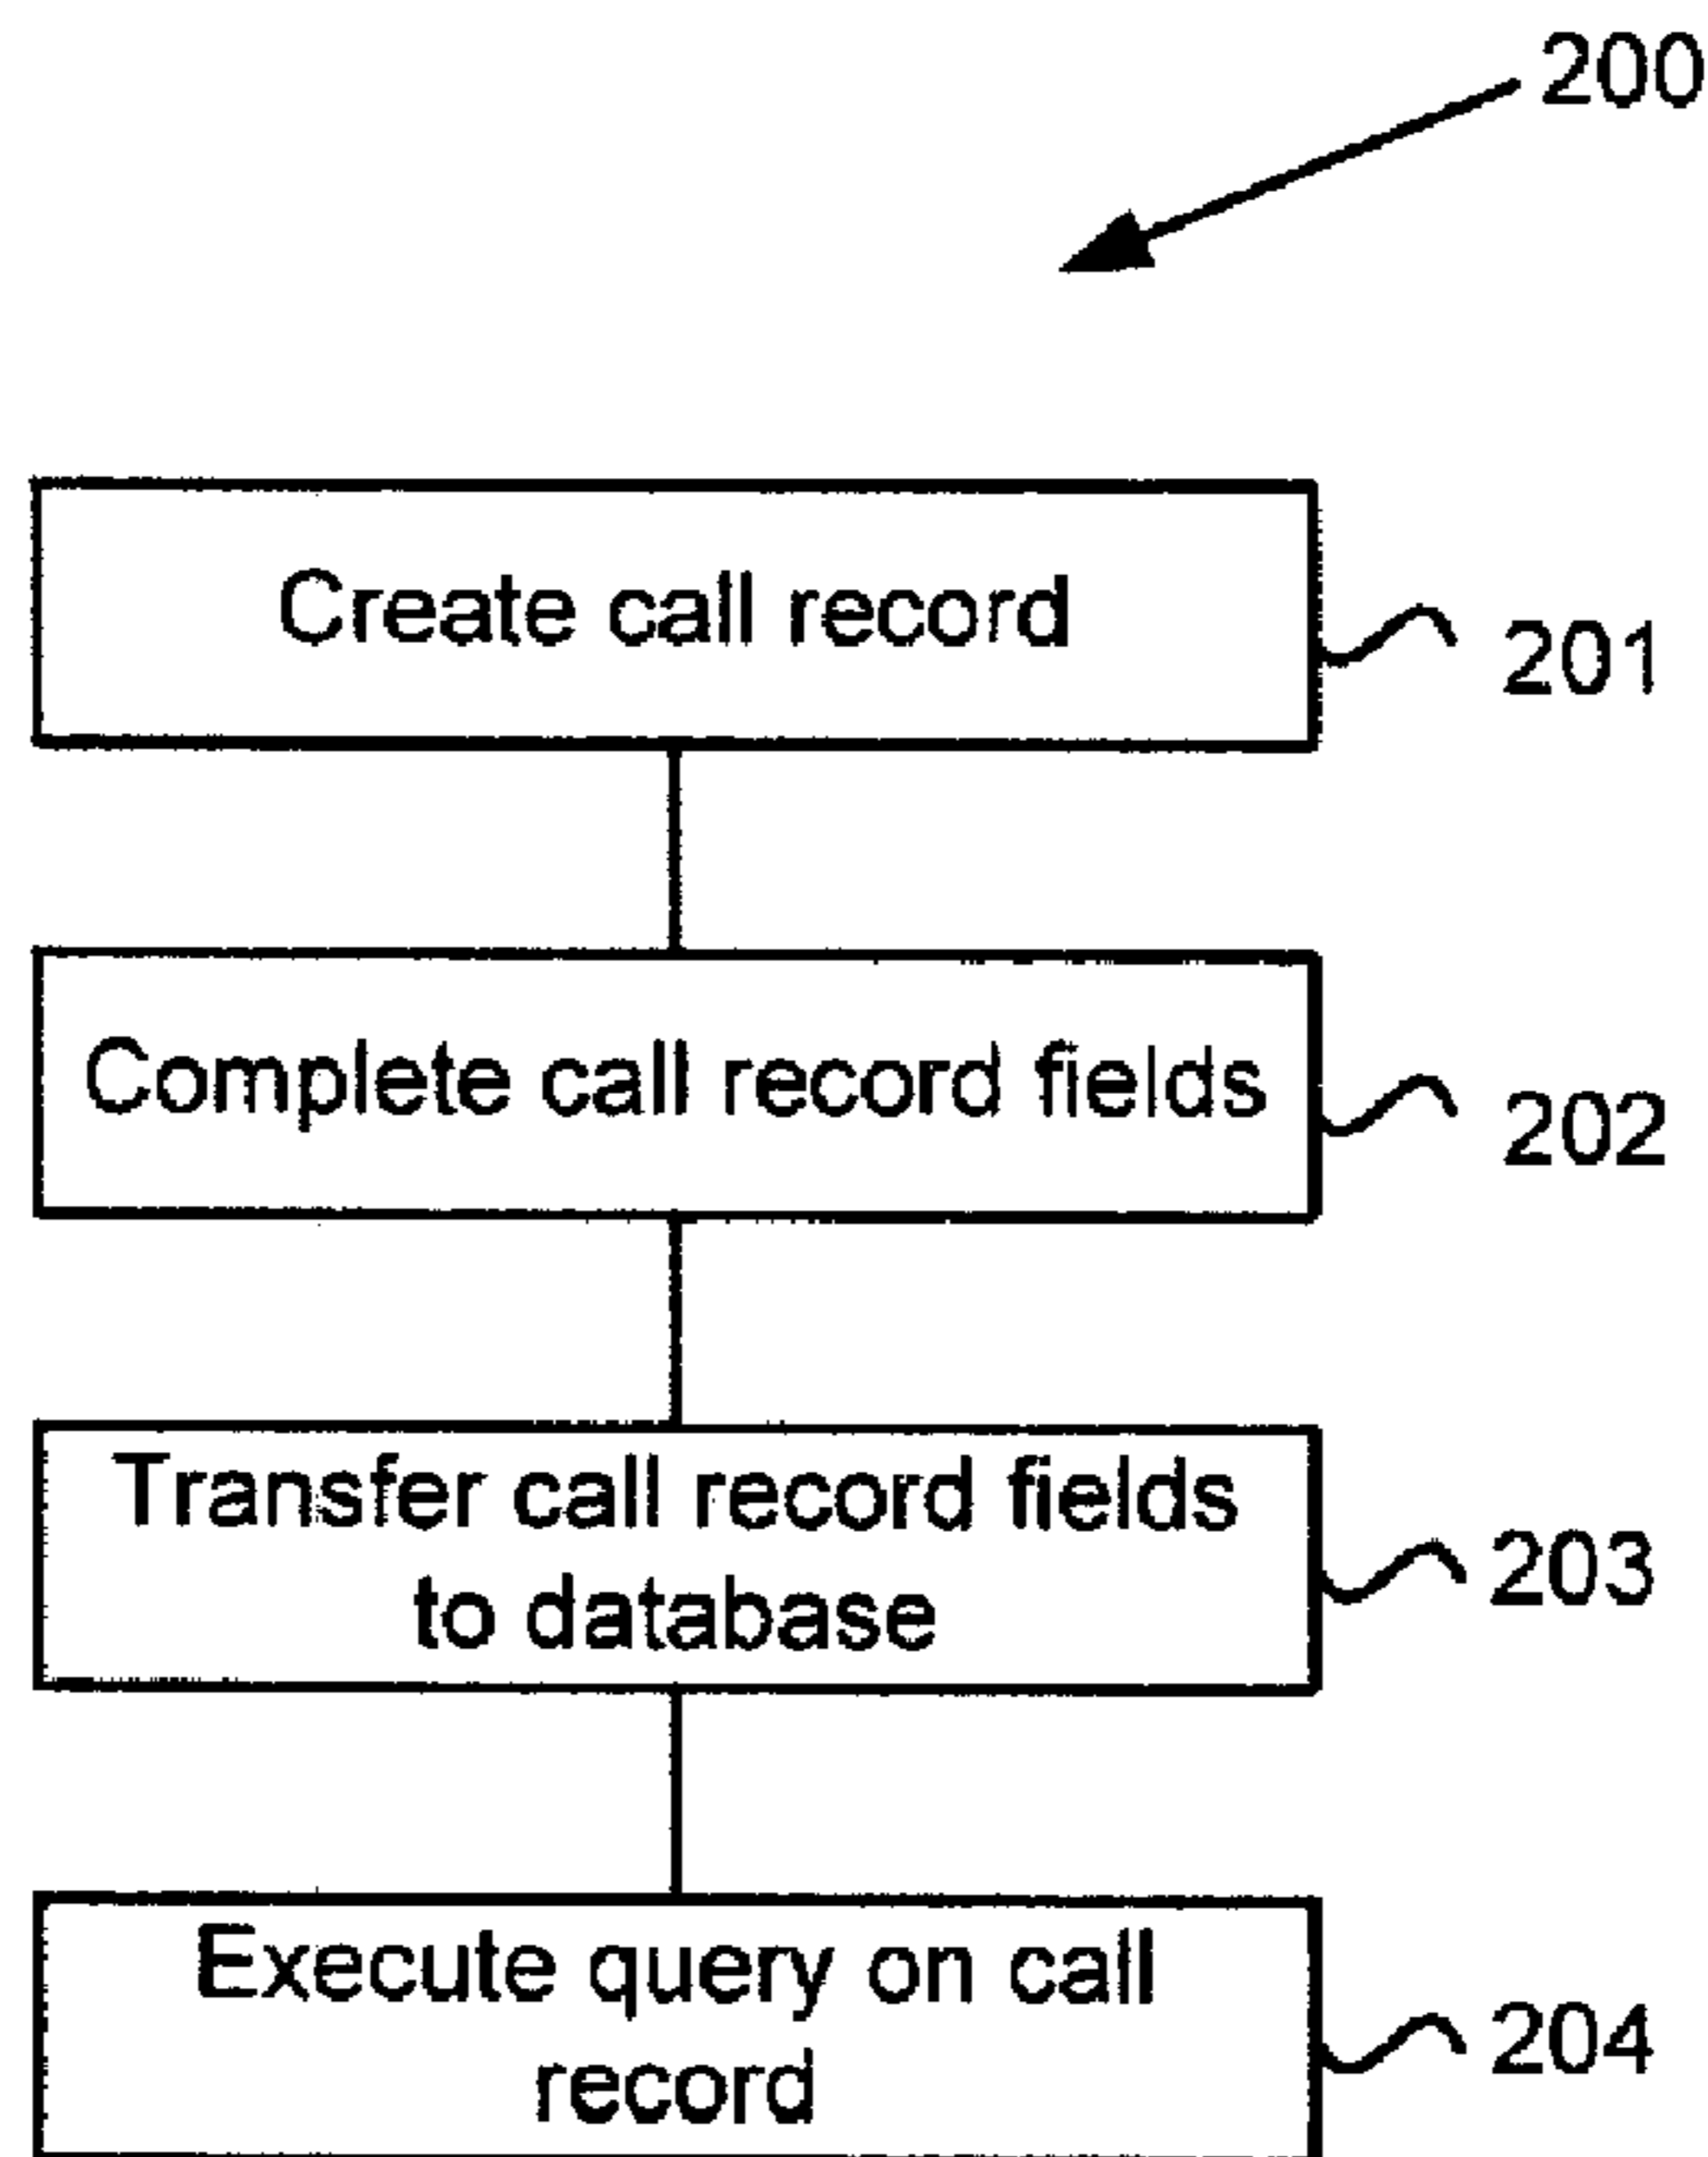 200
Create call record
201
Complete call record fields
202
Transfer call record fields
to database
203
Execute query on call
record
204